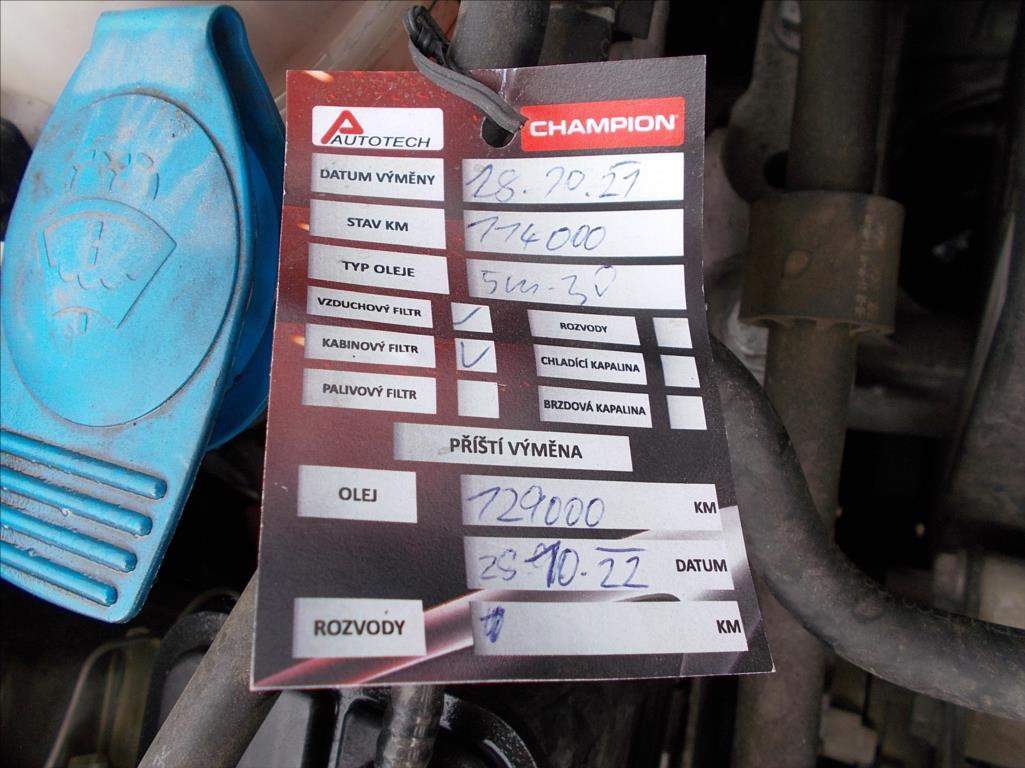 AUTOTECH CHAMPION
DATUM VÝMĚNY 28.10.21
STAV KM 114000
TYP OLEJE 5W-30
VZDUCHOVÝ FILTR ✓ ROZVODY
KABINOVÝ FILTR ✓ CHLADÍCÍ KAPALINA
PALIVOVÝ FILTR BRZDOVÁ KAPALINA
PŘÍŠTÍ VÝMĚNA
OLEJ 129000 KM
28.10.22 DATUM
ROZVODY KM